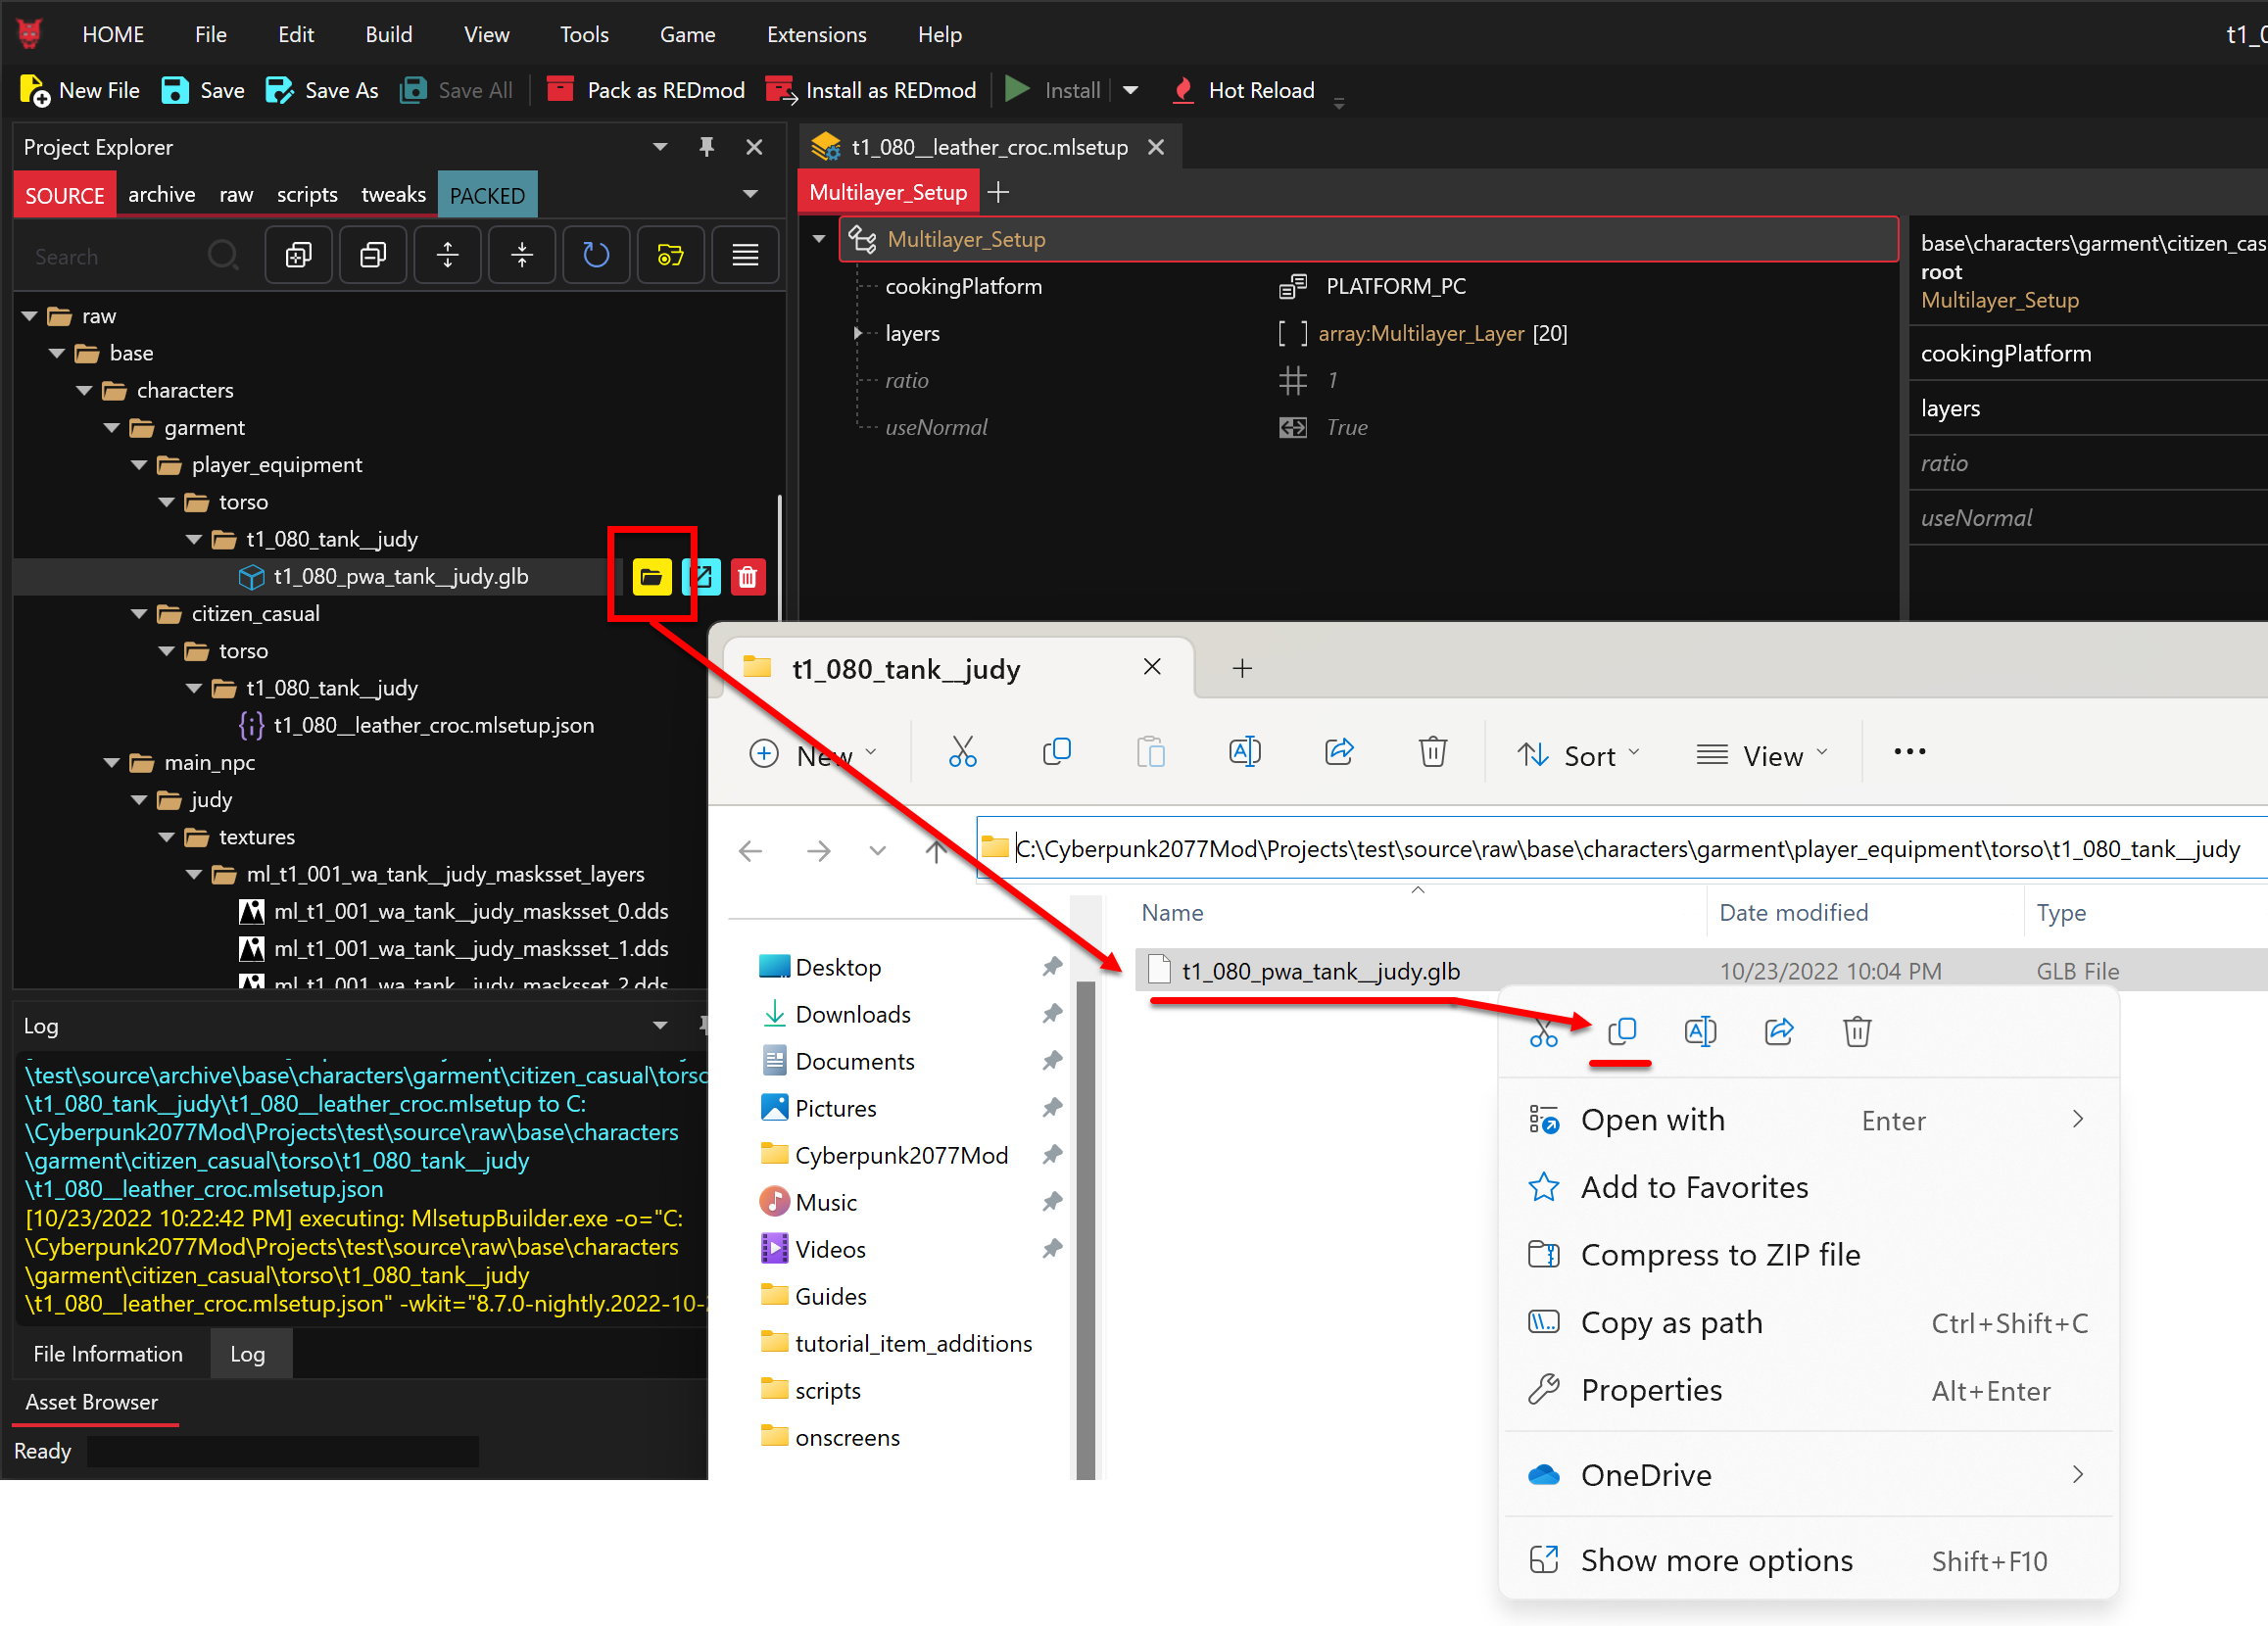 HOME File Edit Build View Tools Game Extensions Help
New File Save Save As Save All Pack as REDmod Install as REDmod Install Hot Reload
Project Explorer
SOURCE archive raw scripts tweaks PACKED
Search
raw
base
characters
garment
player_equipment
torso
t1_080_tank__judy
t1_080_pwa_tank__judy.glb
citizen_casual
torso
t1_080_tank__judy
{i} t1_080__leather_croc.mlsetup.json
main_npc
judy
textures
ml_t1_001_wa_tank__judy_masksset_layers
ml_t1_001_wa_tank__judy_masksset_0.dds
ml_t1_001_wa_tank__judy_masksset_1.dds
ml_t1_001_wa_tank__judy_masksset_2.dds
Log
\test\source\archive\base\characters\garment\citizen_casual\torso
\t1_080_tank__judy\t1_080__leather_croc.mlsetup to C:
\Cyberpunk2077Mod\Projects\test\source\raw\base\characters
\garment\citizen_casual\torso\t1_080_tank__judy
\t1_080__leather_croc.mlsetup.json
[10/23/2022 10:22:42 PM] executing: MlsetupBuilder.exe -o="C:
\Cyberpunk2077Mod\Projects\test\source\raw\base\characters
\garment\citizen_casual\torso\t1_080_tank__judy
\t1_080__leather_croc.mlsetup.json" -wkit="8.7.0-nightly.2022-10-
File Information Log
Asset Browser
Ready
t1_080__leather_croc.mlsetup
Multilayer_Setup
Multilayer_Setup
cookingPlatform PLATFORM_PC
layers [ ] array:Multilayer_Layer [20]
ratio 1
useNormal True
base\characters\garment\citizen_cas
root
Multilayer_Setup
cookingPlatform
layers
ratio
useNormal
t1_080_tank__judy
New Sort View
C:\Cyberpunk2077Mod\Projects\test\source\raw\base\characters\garment\player_equipment\torso\t1_080_tank__judy
Name Date modified Type
t1_080_pwa_tank__judy.glb 10/23/2022 10:04 PM GLB File
Desktop
Downloads
Documents
Pictures
Cyberpunk2077Mod
Music
Videos
Guides
tutorial_item_additions
scripts
onscreens
Open with Enter
Add to Favorites
Compress to ZIP file
Copy as path Ctrl+Shift+C
Properties Alt+Enter
OneDrive
Show more options Shift+F10